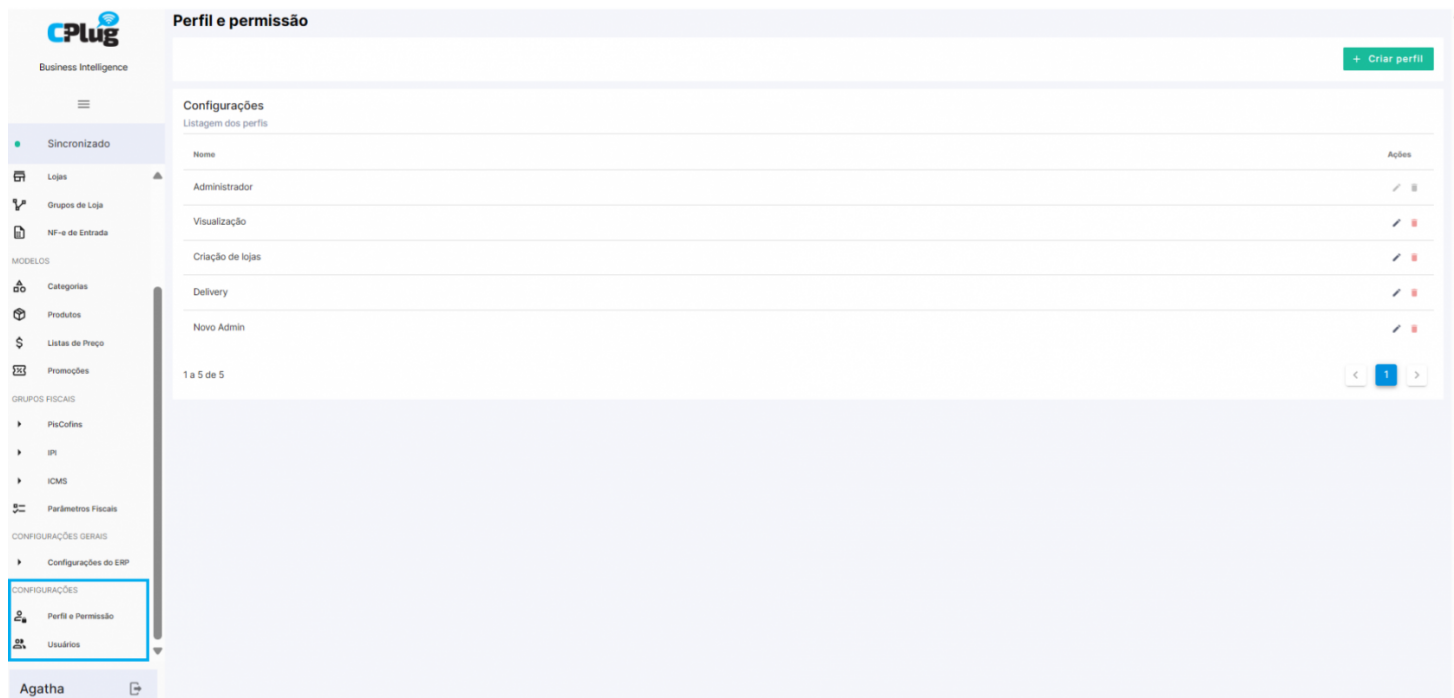 CPlug
Business Intelligence
Sincronizado
Lojas
Grupos de Loja
NF-e de Entrada
MODELOS
Categorias
Produtos
Listas de Preço
Promoções
GRUPOS FISCAIS
PisCofins
IPI
ICMS
Parâmetros Fiscais
CONFIGURAÇÕES GERAIS
Configurações do ERP
CONFIGURAÇÕES
Perfil e Permissão
Usuários
Agatha
Perfil e permissão
+ Criar perfil
Configurações
Listagem dos perfis
Nome Ações
Administrador
Visualização
Criação de lojas
Delivery
Novo Admin
1 a 5 de 5 < 1 >